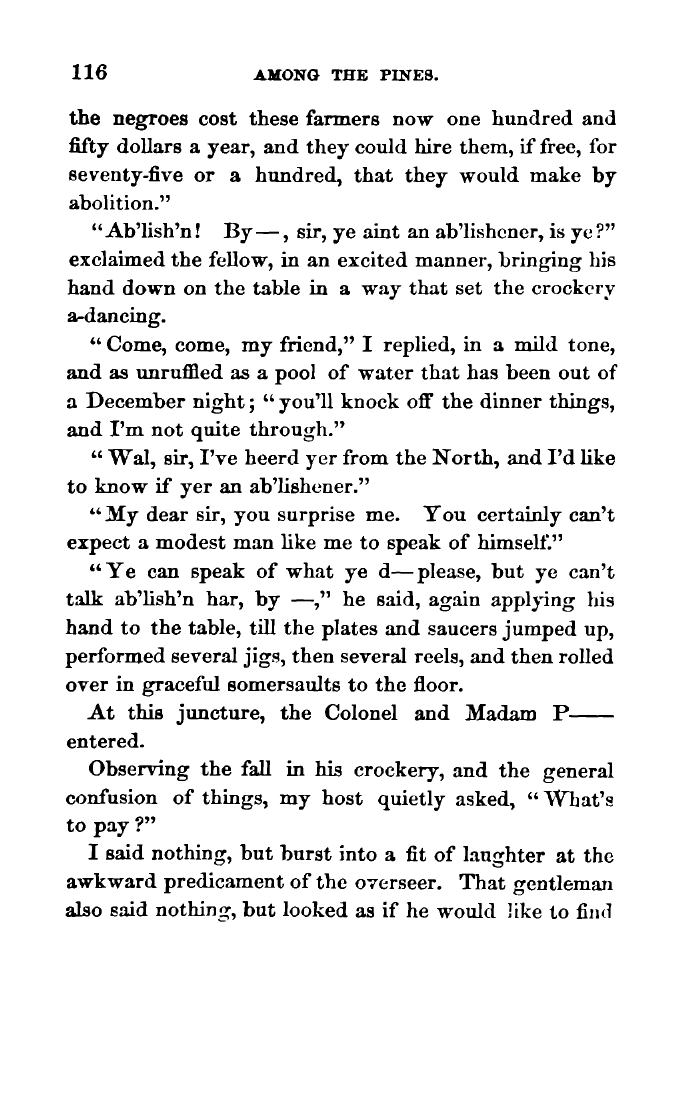 116 AMONG THE PINES.
the negroes cost these farmers now one hundred and
fifty dollars a year, and they could hire them, if free, for
seventy-five or a hundred, that they would make by
abolition.”
“Ab’lish’n! By—, sir, ye aint an ab’lishener, is ye?”
exclaimed the fellow, in an excited manner, bringing his
hand down on the table in a way that set the crockery
a-dancing.
“Come, come, my friend,” I replied, in a mild tone,
and as unruffled as a pool of water that has been out of
a December night; “you’ll knock off the dinner things,
and I’m not quite through.”
“Wal, sir, I’ve heerd yer from the North, and I’d like
to know if yer an ab’lishener.”
“My dear sir, you surprise me. You certainly can’t
expect a modest man like me to speak of himself.”
“Ye can speak of what ye d—please, but ye can’t
talk ab’lish’n har, by —,” he said, again applying his
hand to the table, till the plates and saucers jumped up,
performed several jigs, then several reels, and then rolled
over in graceful somersaults to the floor.
At this juncture, the Colonel and Madam P——
entered.
Observing the fall in his crockery, and the general
confusion of things, my host quietly asked, “What’s
to pay?”
I said nothing, but burst into a fit of laughter at the
awkward predicament of the overseer. That gentleman
also said nothing, but looked as if he would like to find